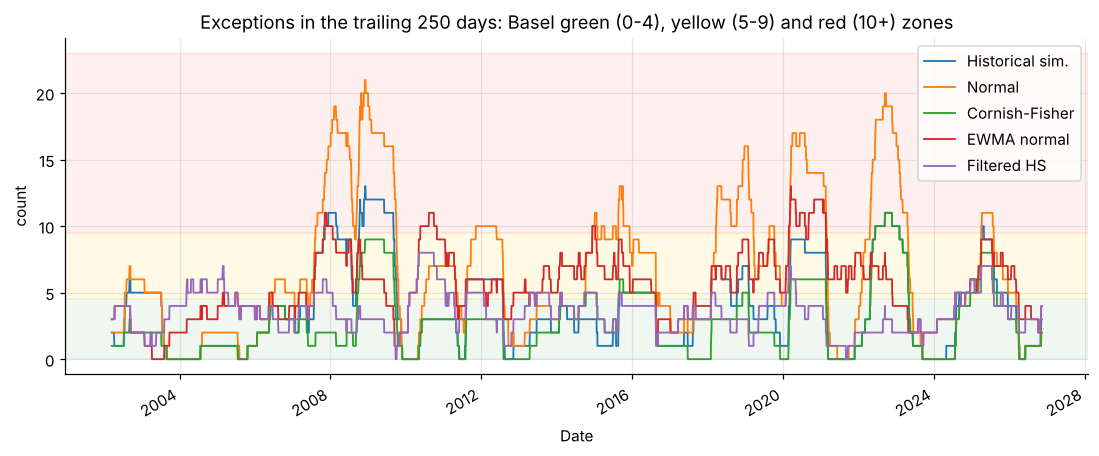 Exceptions in the trailing 250 days: Basel green (0-4), yellow (5-9) and red (10+) zones
Historical sim.
Normal
Cornish-Fisher
EWMA normal
Filtered HS
count
20
15
10
5
0
2004
2008
2012
2016
2020
2024
2028
Date